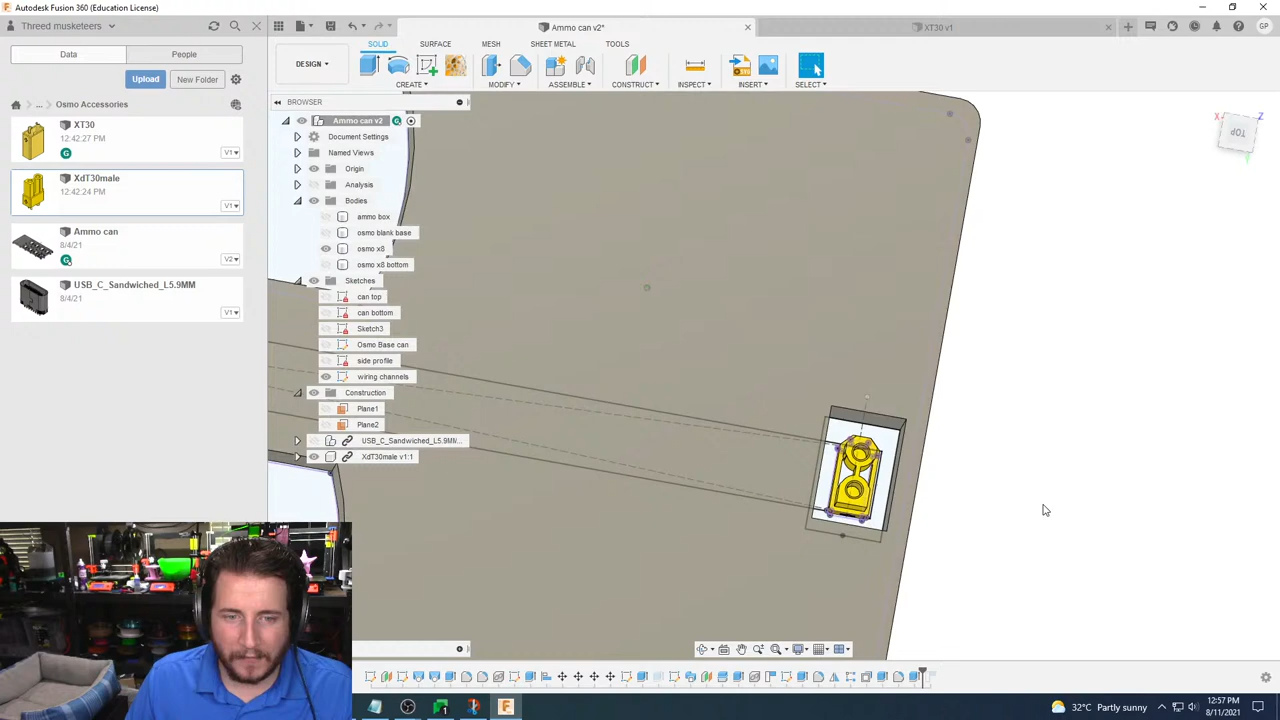 Autodesk Fusion 360 (Education License)
Threed musketeers
Ammo can v2*
XT30 v1
GP
Data
People
Upload
New Folder
... Osmo Accessories
XT30
12:42:27 PM
V1
XdT30male
12:42:24 PM
V1
Ammo can
8/4/21
V2
USB_C_Sandwiched_L5.9MM
8/4/21
V1
SOLID
SURFACE
MESH
SHEET METAL
TOOLS
DESIGN
CREATE
MODIFY
ASSEMBLE
CONSTRUCT
INSPECT
INSERT
SELECT
BROWSER
Ammo can v2
Document Settings
Named Views
Origin
Analysis
Bodies
ammo box
osmo blank base
osmo x8
osmo x8 bottom
Sketches
can top
can bottom
Sketch3
Osmo Base can
side profile
wiring channels
Construction
Plane1
Plane2
USB_C_Sandwiched_L5.9M...
XdT30male v1:1
X
Z
TOP
32°C Partly sunny
12:57 PM
8/11/2021